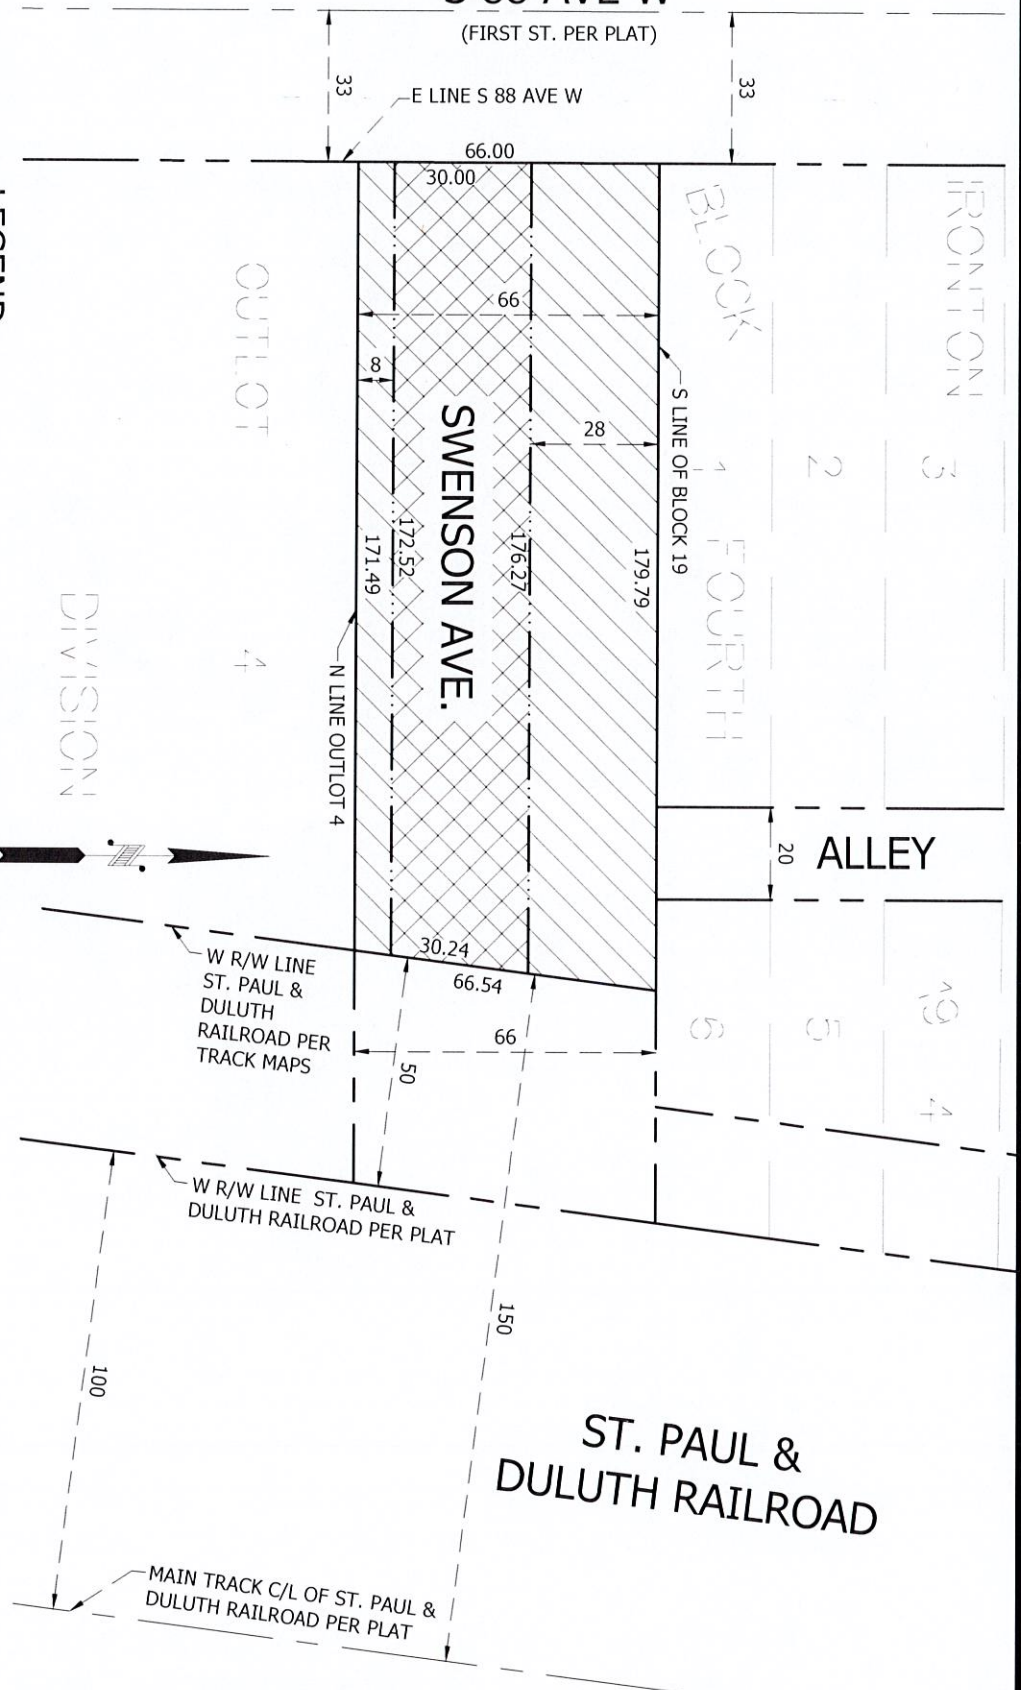 (FIRST ST. PER PLAT)
33
33
E LINE S 88 AVE W
66.00
30.00
IRONTON
BLOCK
OUTLOT
66
8
28
S LINE OF BLOCK 19
3
2
1
SWENSON AVE.
171.49
172.52
176.27
179.79
FOURTH
N LINE OUTLOT 4
4
DIVISION
20
ALLEY
30.24
66.54
W R/W LINE
ST. PAUL &
DULUTH
RAILROAD PER
TRACK MAPS
66
50
19
4
5
6
W R/W LINE ST. PAUL &
DULUTH RAILROAD PER PLAT
150
100
ST. PAUL &
DULUTH RAILROAD
MAIN TRACK C/L OF ST. PAUL &
DULUTH RAILROAD PER PLAT